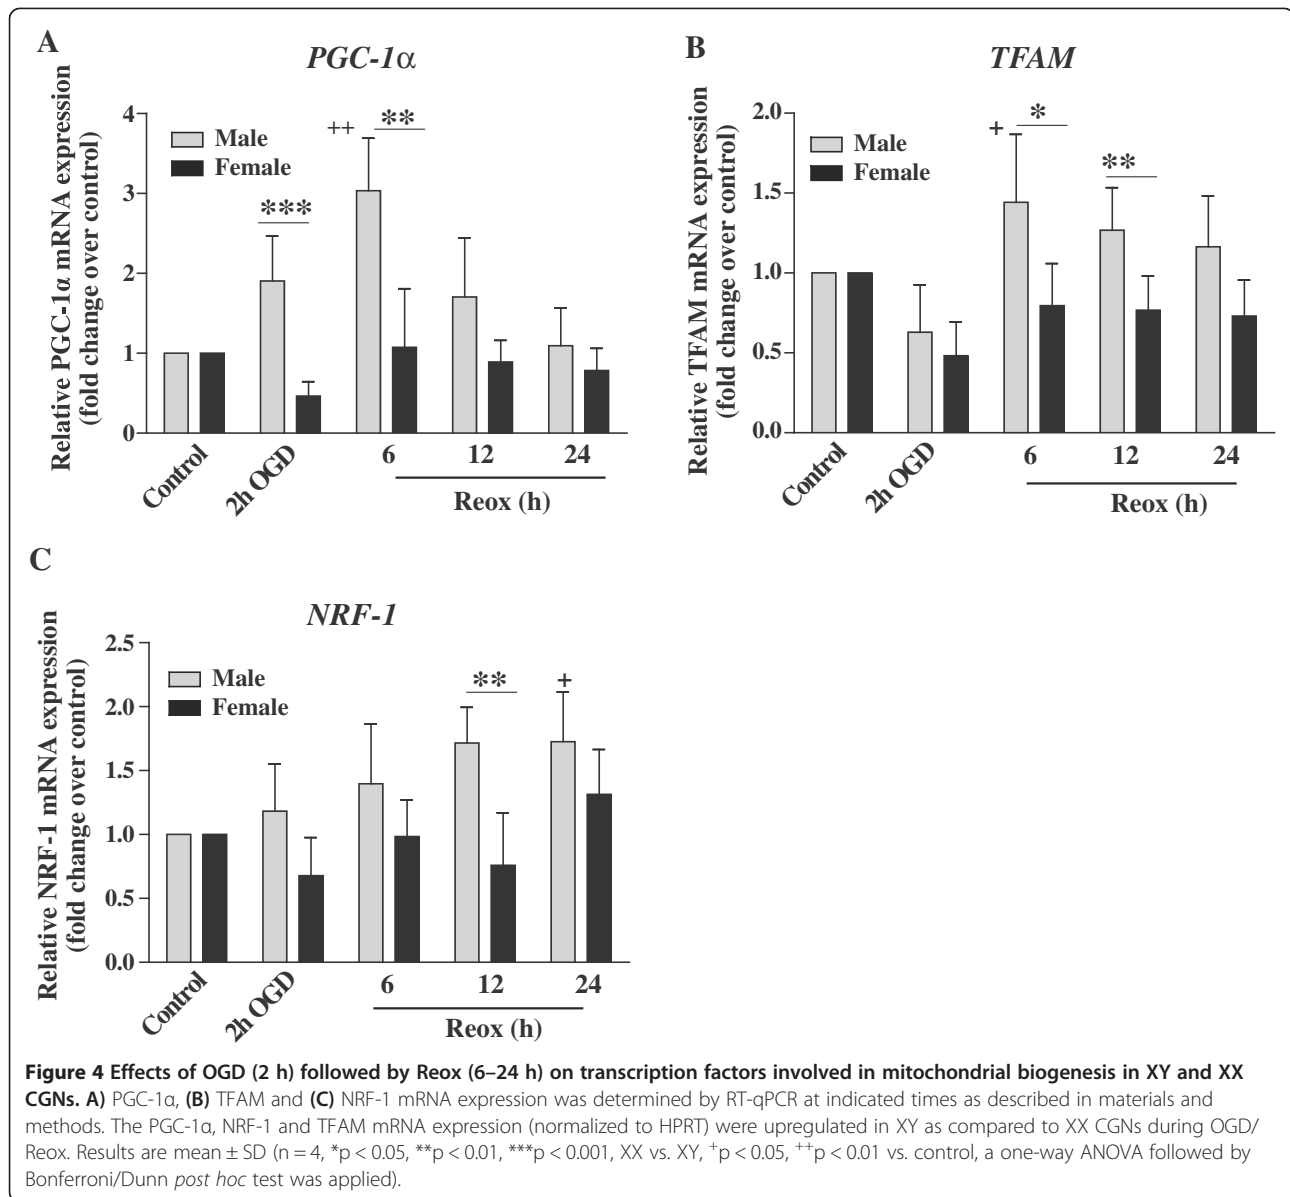 A
PGC-1α
Relative PGC-1α mRNA expression
(fold change over control)
4
3
2
1
0
Male
Female
***
++
**
Control
2h OGD
6
12
24
Reox (h)
B
TFAM
Relative TFAM mRNA expression
(fold change over control)
2.0
1.5
1.0
0.5
0.0
Male
Female
+
*
**
Control
2h OGD
6
12
24
Reox (h)
C
NRF-1
Relative NRF-1 mRNA expression
(fold change over control)
2.5
2.0
1.5
1.0
0.5
0.0
Male
Female
**
+
Control
2h OGD
6
12
24
Reox (h)
Figure 4 Effects of OGD (2 h) followed by Reox (6–24 h) on transcription factors involved in mitochondrial biogenesis in XY and XX
CGNs. A) PGC-1α, (B) TFAM and (C) NRF-1 mRNA expression was determined by RT-qPCR at indicated times as described in materials and
methods. The PGC-1α, NRF-1 and TFAM mRNA expression (normalized to HPRT) were upregulated in XY as compared to XX CGNs during OGD/
Reox. Results are mean ± SD (n = 4, *p < 0.05, **p < 0.01, ***p < 0.001, XX vs. XY, +p < 0.05, ++p < 0.01 vs. control, a one-way ANOVA followed by
Bonferroni/Dunn post hoc test was applied).